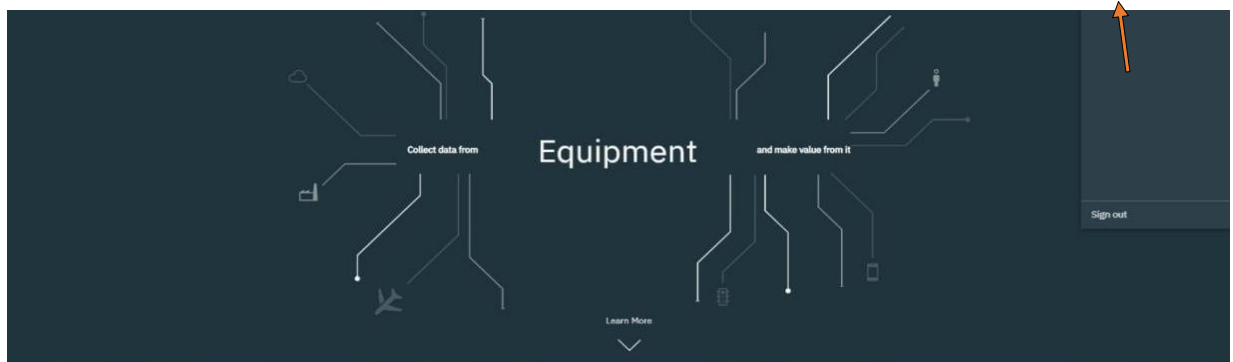 Collect data from
Equipment
and make value from it
Sign out
Learn More